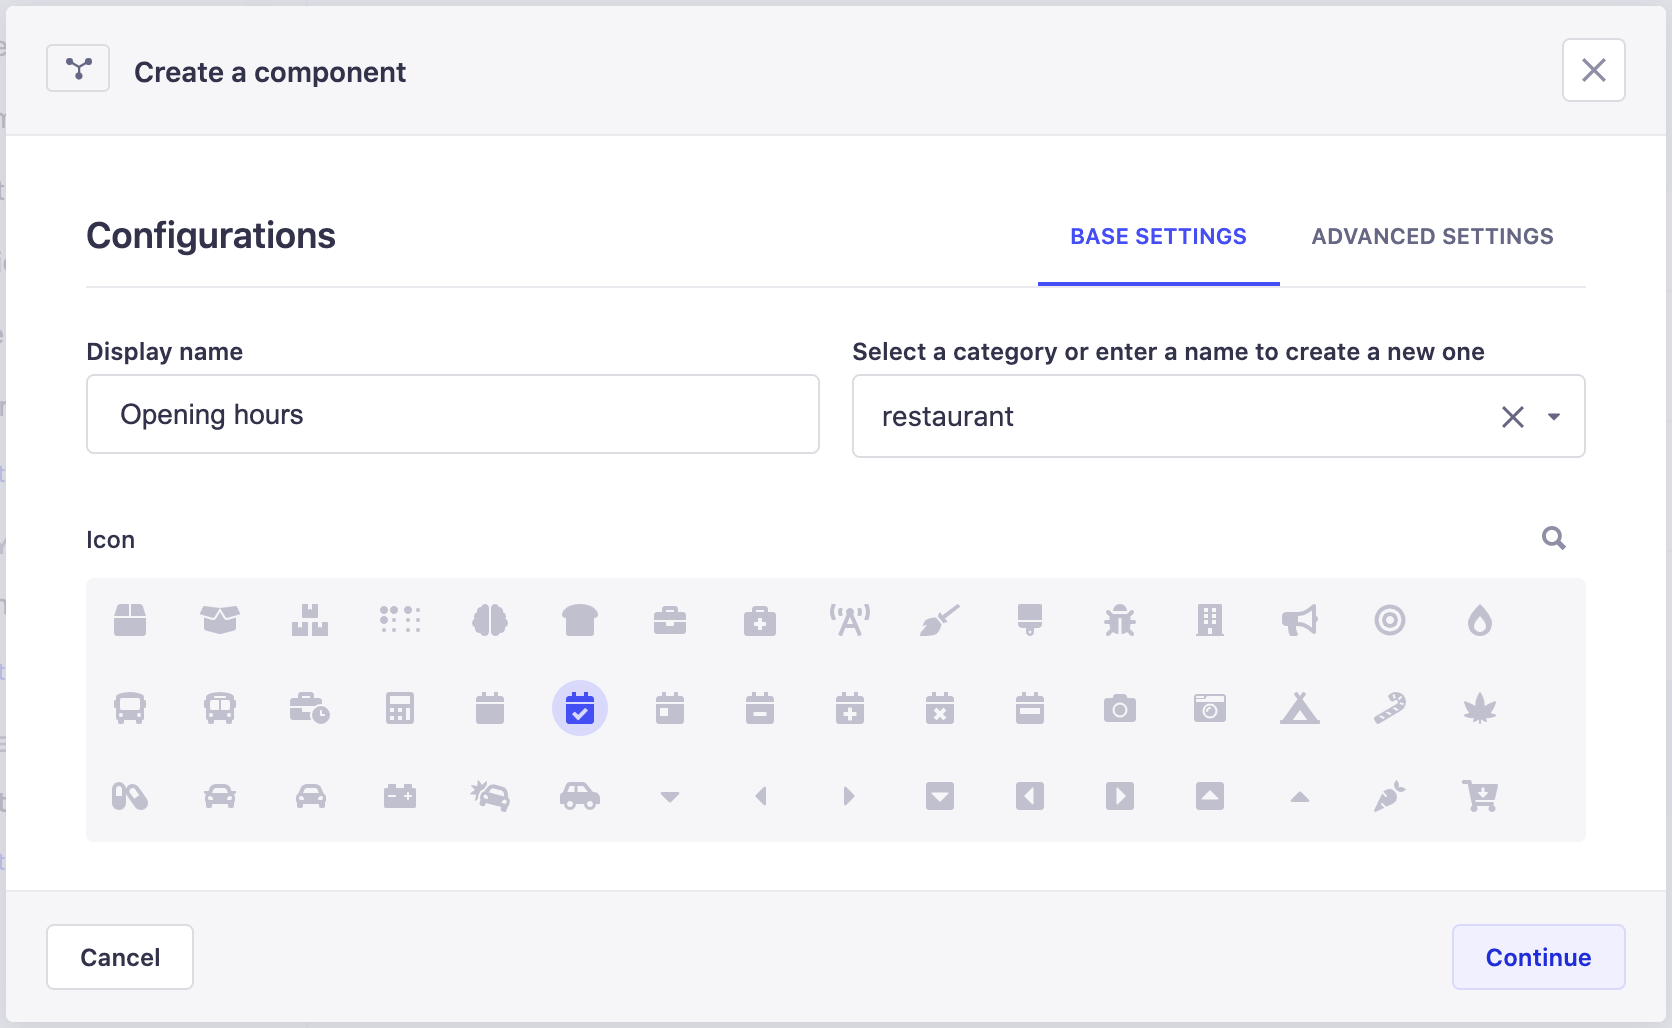 Create a component
Configurations
BASE SETTINGS
ADVANCED SETTINGS
Display name
Select a category or enter a name to create a new one
Opening hours
restaurant
Icon
Cancel
Continue